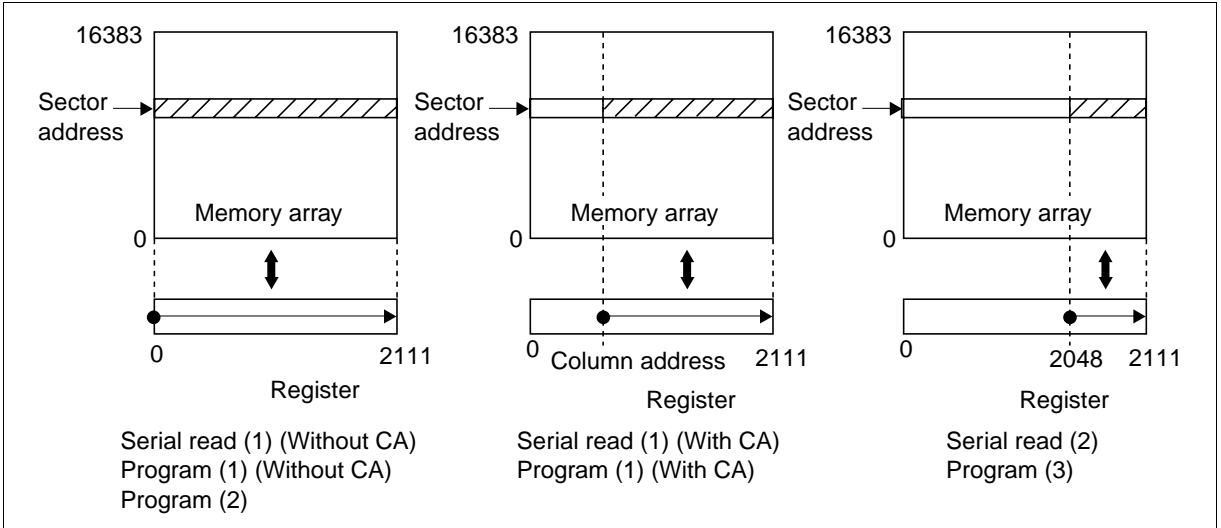 16383
Sector
address
Memory array
0
0
2111
Register
Serial read (1) (Without CA)
Program (1) (Without CA)
Program (2)
16383
Sector
address
Memory array
0
0
Column address
2111
Register
Serial read (1) (With CA)
Program (1) (With CA)
16383
Sector
address
Memory array
0
0
2048
2111
Register
Serial read (2)
Program (3)